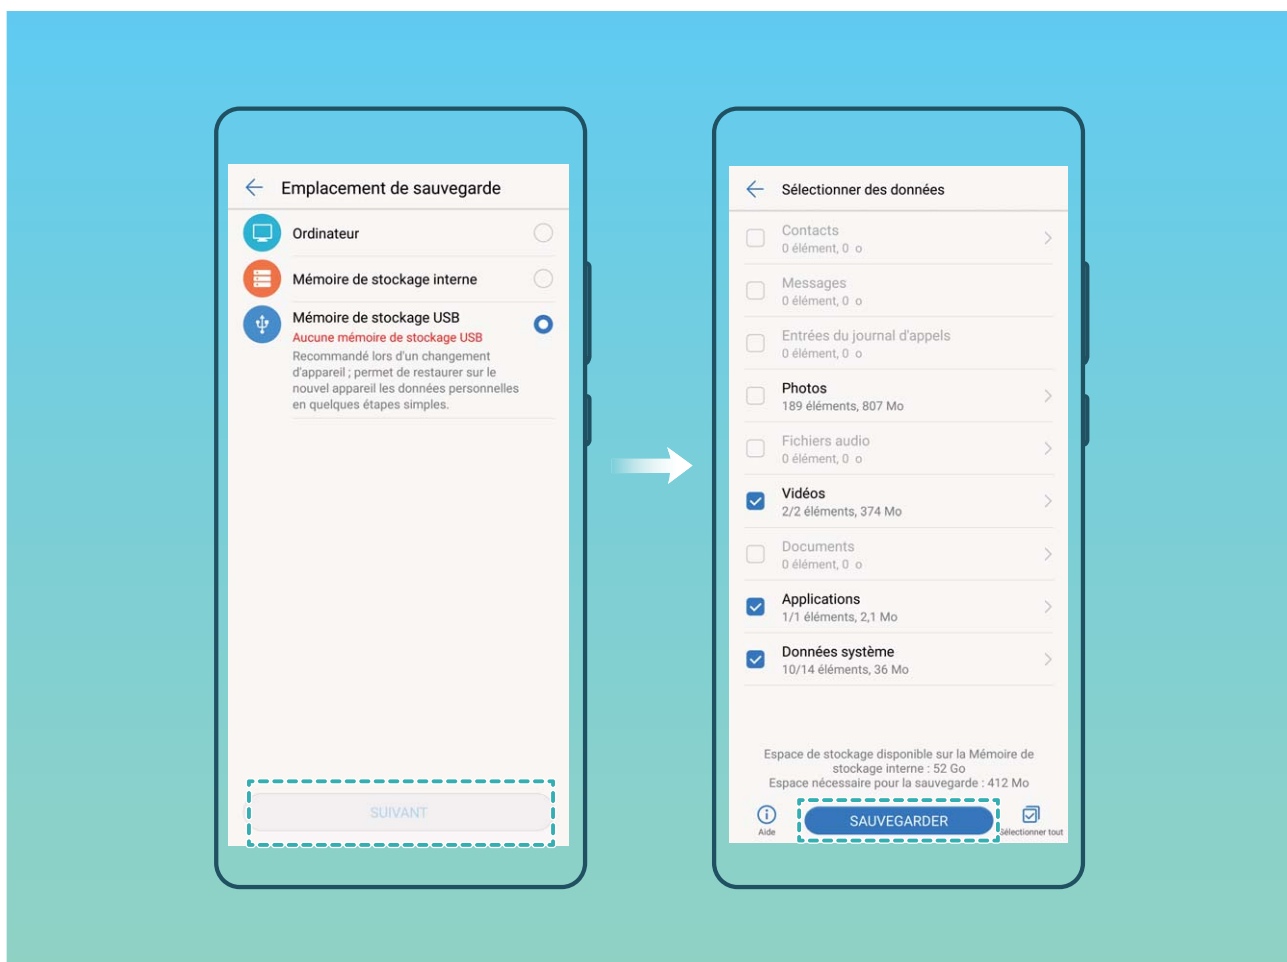 Emplacement de sauvegarde
Ordinateur
Mémoire de stockage interne
Mémoire de stockage USB
Aucune mémoire de stockage USB
Recommandé lors d'un changement
d'appareil ; permet de restaurer sur le
nouvel appareil les données personnelles
en quelques étapes simples.
SUIVANT
Sélectionner des données
Contacts
0 élément, 0 o
Messages
0 élément, 0 o
Entrées du journal d'appels
0 élément, 0 o
Photos
189 éléments, 807 Mo
Fichiers audio
0 élément, 0 o
Vidéos
2/2 éléments, 374 Mo
Documents
0 élément, 0 o
Applications
1/1 éléments, 2,1 Mo
Données système
10/14 éléments, 36 Mo
Espace de stockage disponible sur la Mémoire de
stockage interne : 52 Go
Espace nécessaire pour la sauvegarde : 412 Mo
Aide
SAUVEGARDER
Sélectionner tout